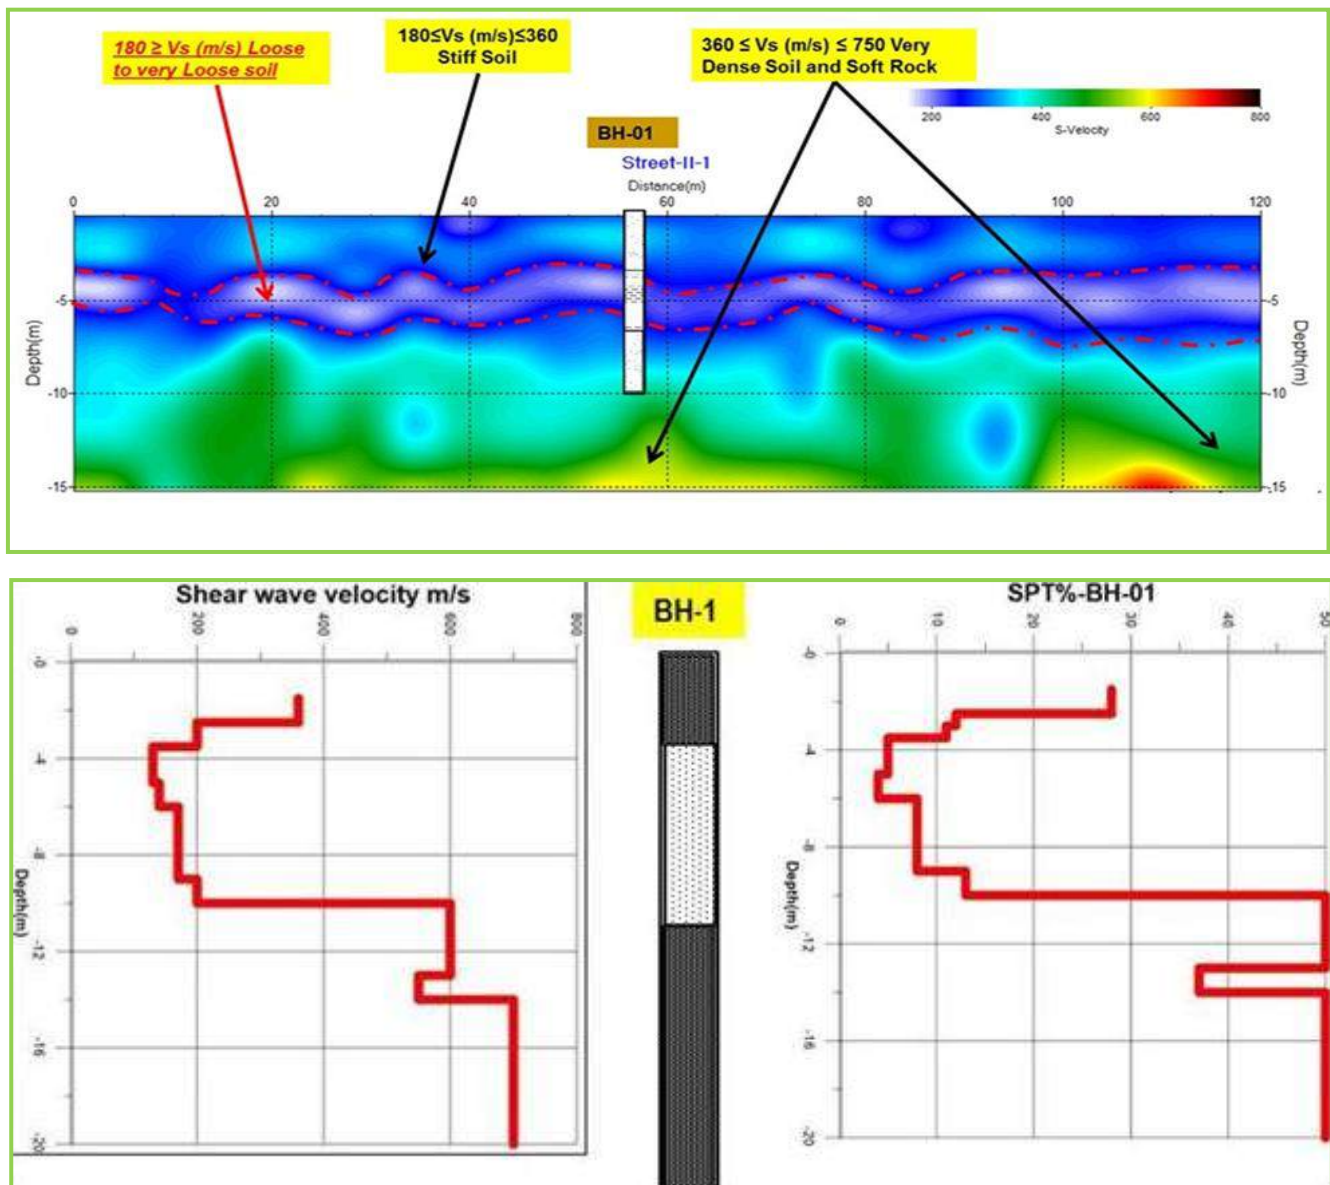 180 ≥ Vs (m/s) Loose
to very Loose soil
180≤Vs (m/s)≤360
Stiff Soil
360 ≤ Vs (m/s) ≤ 750 Very
Dense Soil and Soft Rock
200 400 600 800
S-Velocity
BH-01
Street-II-1
Distance(m)
0 20 40 60 80 100 120
-5 -5
-10 -10
-15 -15
Depth(m)
Depth(m)
Shear wave velocity m/s
0 200 400 600 800
-0
-4
-8
-12
-16
-20
Depth(m)
BH-1
SPT%-BH-01
0 10 20 30 40 50
-0
-4
-8
-12
-16
-20
Depth(m)